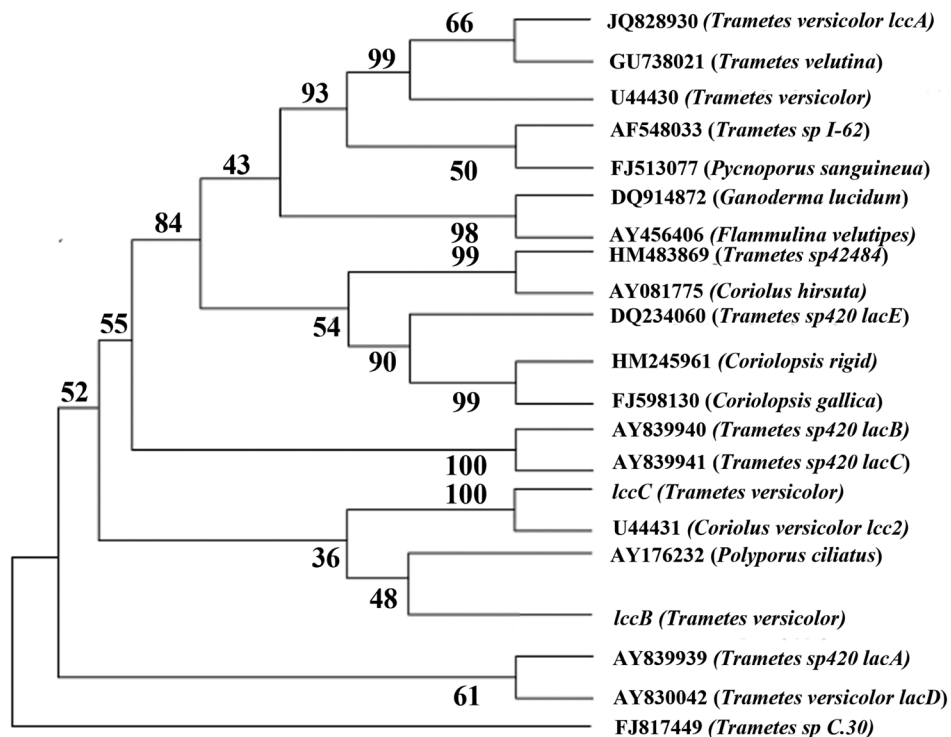 66
JQ828930 (Trametes versicolor lccA)
99
GU738021 (Trametes velutina)
93
U44430 (Trametes versicolor)
AF548033 (Trametes sp I-62)
43
50
FJ513077 (Pycnoporus sanguineua)
DQ914872 (Ganoderma lucidum)
84
98
AY456406 (Flammulina velutipes)
99
HM483869 (Trametes sp42484)
AY081775 (Coriolus hirsuta)
55
54
DQ234060 (Trametes sp420 lacE)
90
HM245961 (Coriolopsis rigid)
52
99
FJ598130 (Coriolopsis gallica)
AY839940 (Trametes sp420 lacB)
100
AY839941 (Trametes sp420 lacC)
100
lccC (Trametes versicolor)
U44431 (Coriolus versicolor lcc2)
36
AY176232 (Polyporus ciliatus)
48
lccB (Trametes versicolor)
AY839939 (Trametes sp420 lacA)
61
AY830042 (Trametes versicolor lacD)
FJ817449 (Trametes sp C.30)